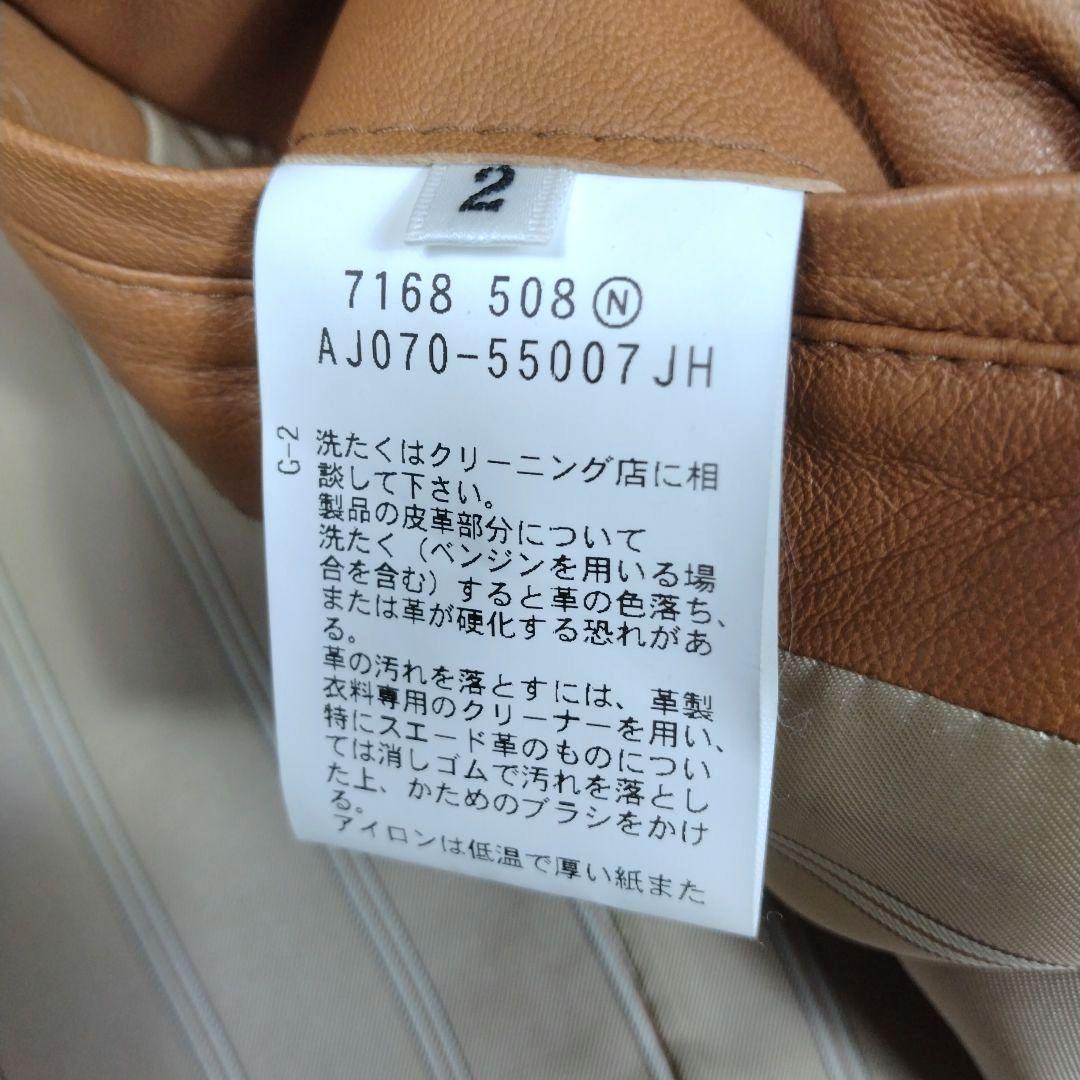 2
7168 508 Ⓝ
AJ070-55007JH
G-2
洗たくはクリーニング店に相
談して下さい。
製品の皮革部分について
洗たく（ベンジンを用いる場
合を含む）すると革の色落ち、
または革が硬化する恐れがあ
る。
革の汚れを落とすには、革製
衣料専用のクリーナーを用い、
特にスエード革のものについ
ては消しゴムで汚れを落とし
た上、かためのブラシをかけ
る。
アイロンは低温で厚い紙また